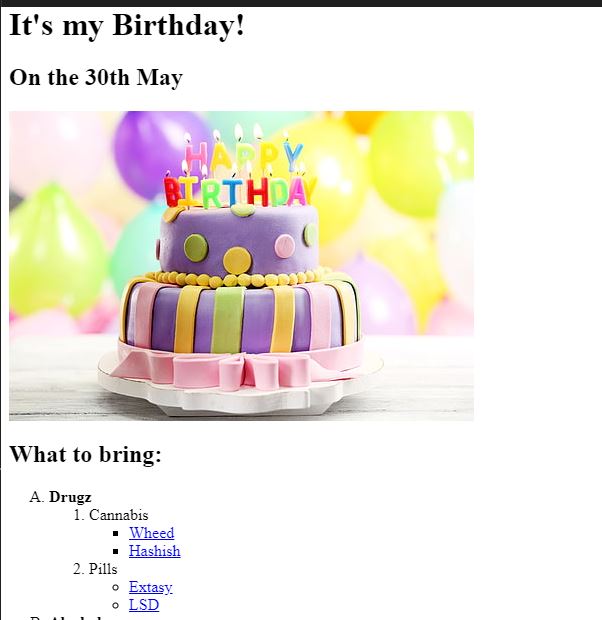 It's my Birthday!
On the 30th May
HAPPY
BIRTHDAY
What to bring:
A. Drugz
1. Cannabis
Wheed
Hashish
2. Pills
Extasy
LSD